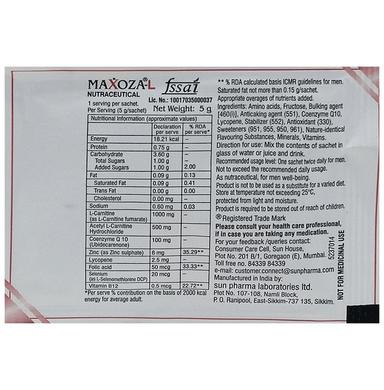 MAXOZA-L
NUTRACEUTICAL
fssai
Lic. No.: 10017035000037
1 serving per sachet.
Per Serving (5 g/sachet) Net Weight: 5 g
Nutritional Information (approximate values)
Declaration per serve
% RDA per serve*
Energy 18.21 kcal
Protein 0.75 g
Carbohydrate 3.60 g
Total Sugars 1.00 g
Added Sugars 1.00 g 2.00
Fat 0.09 g 0.13
Saturated Fat 0.09 g 0.41
Trans Fat 0.00 g 0.00
Cholesterol 0.00 g
Sodium 0.60 mg 0.03
L-Carnitine 1000 mg
(as L-Carnitine fumarate)
Acetyl L-Carnitine 500 mg
Hydrochloride
Coenzyme Q 10 100 mg
(Ubidecarenone)
Zinc (as Zinc sulphate) 6 mg 35.29**
Lycopene 2.5 mg
Folic acid 50 mcg 33.33**
Selenium 20 mcg
(as L-Selenomethionine DCP)
Vitamin B12 0.5 mcg 22.72**
*Per serve % contribution on the basis of 2000 kcal
energy for average adult.
** % RDA calculated basis ICMR guidelines for men.
Saturated fat not more than 0.15 g/sachet.
Appropriate overages of nutrients added.
Ingredients: Amino acids, Fructose, Bulking agent
[460(i)], Anticaking agent (551), Coenzyme Q10,
Lycopene, Stabilizer (552), Antioxidant (330),
Sweeteners (951, 955, 950, 961), Nature-identical
Flavouring Substances, Minerals, Vitamins.
Direction for use: Mix the contents of sachet in
glass of water or juice and drink.
Recommended usage level: One sachet twice daily for men.
Not to exceed the recommended daily usage.
As nutraceutical, for men well-being.
Product is not to be used as a substitute for a varied diet.
Store at temperature not exceeding 25°C,
protected from light and moisture.
Product is required to be stored out of reach of children.
®Registered Trade Mark
Please consult your health care professional,
if in case you are taking any medication.
For your feedback /queries contact:
Consumer Care Cell, Sun House,
Plot No. 201 B/1, Goregaon (E), Mumbai.
Toll free no. 84339 84339
e-mail: customer.connect@sunpharma.com
Manufactured in India by:
sun pharma laboratories ltd.
Plot No. 107-108, Namli Block,
P. O. Ranipool, East-Sikkim-737 135, Sikkim.
5227014
NOT FOR MEDICINAL USE